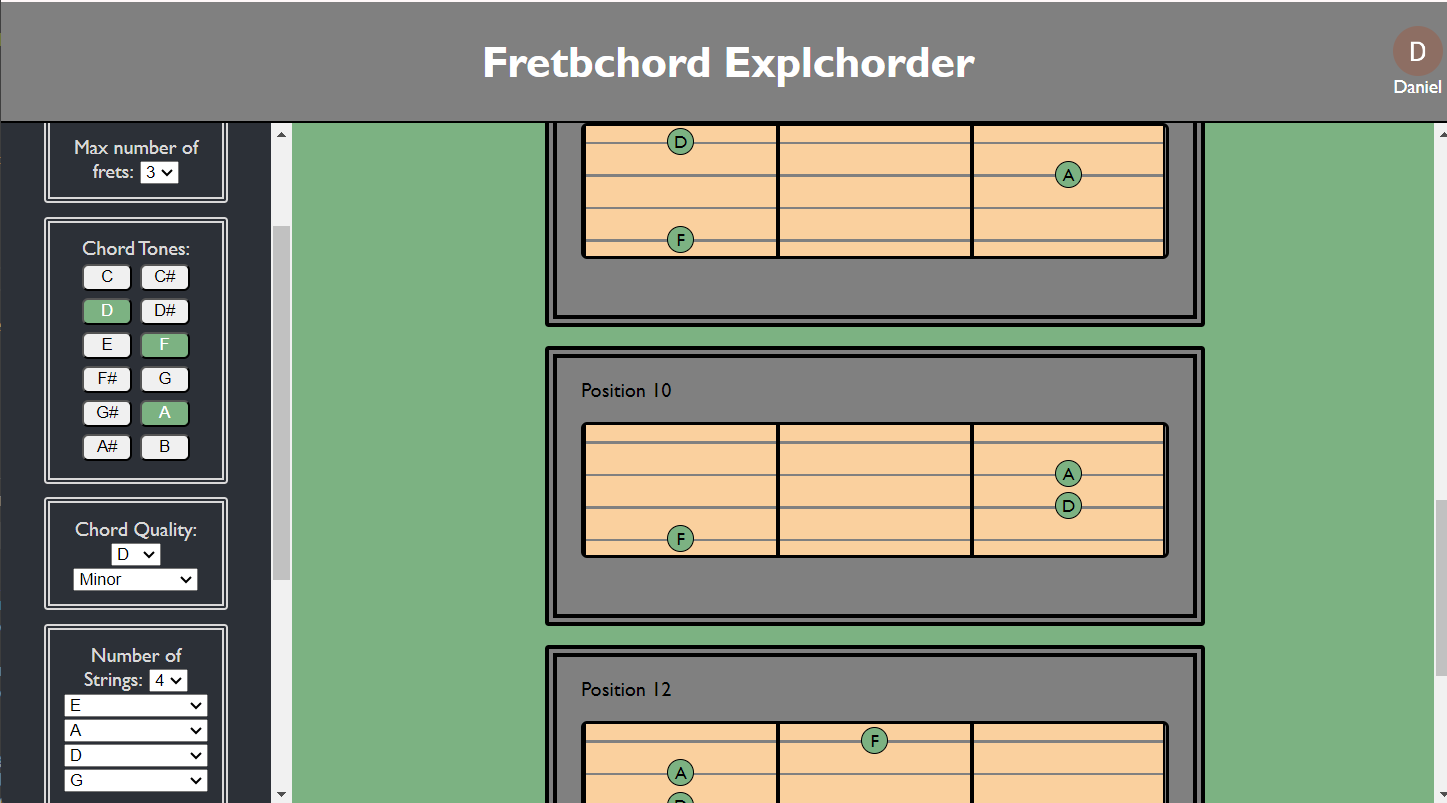 Fretbchord Explchorder
D
Daniel
Max number of
frets: 3
Chord Tones:
C C#
D D#
E F
F# G
G# A
A# B
Chord Quality:
D
Minor
Number of
Strings: 4
E
A
D
G
D
A
F
Position 10
A
D
F
Position 12
F
A